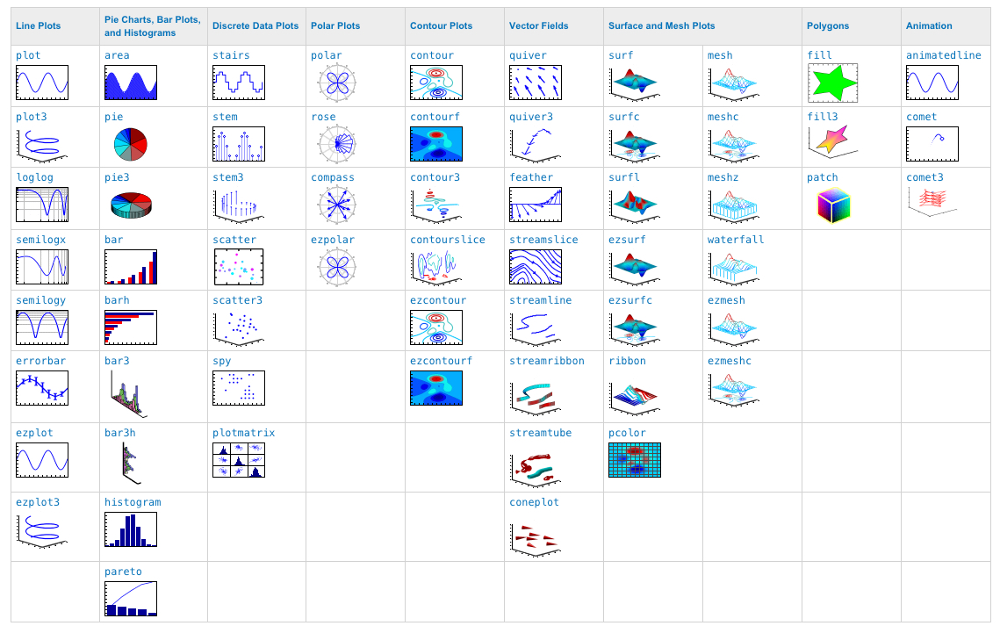 Line Plots
Pie Charts, Bar Plots,
and Histograms
Discrete Data Plots
Polar Plots
Contour Plots
Vector Fields
Surface and Mesh Plots
Polygons
Animation
plot
area
stairs
polar
contour
quiver
surf
mesh
fill
animatedline
plot3
pie
stem
rose
contourf
quiver3
surfc
meshc
fill3
comet
loglog
pie3
stem3
compass
contour3
feather
surfl
meshz
patch
comet3
semilogx
bar
scatter
ezpolar
contourslice
streamslice
ezsurf
waterfall
semilogy
barh
scatter3
ezcontour
streamline
ezsurfc
ezmesh
errorbar
bar3
spy
ezcontourf
streamribbon
ribbon
ezmeshc
ezplot
bar3h
plotmatrix
streamtube
pcolor
ezplot3
histogram
coneplot
pareto